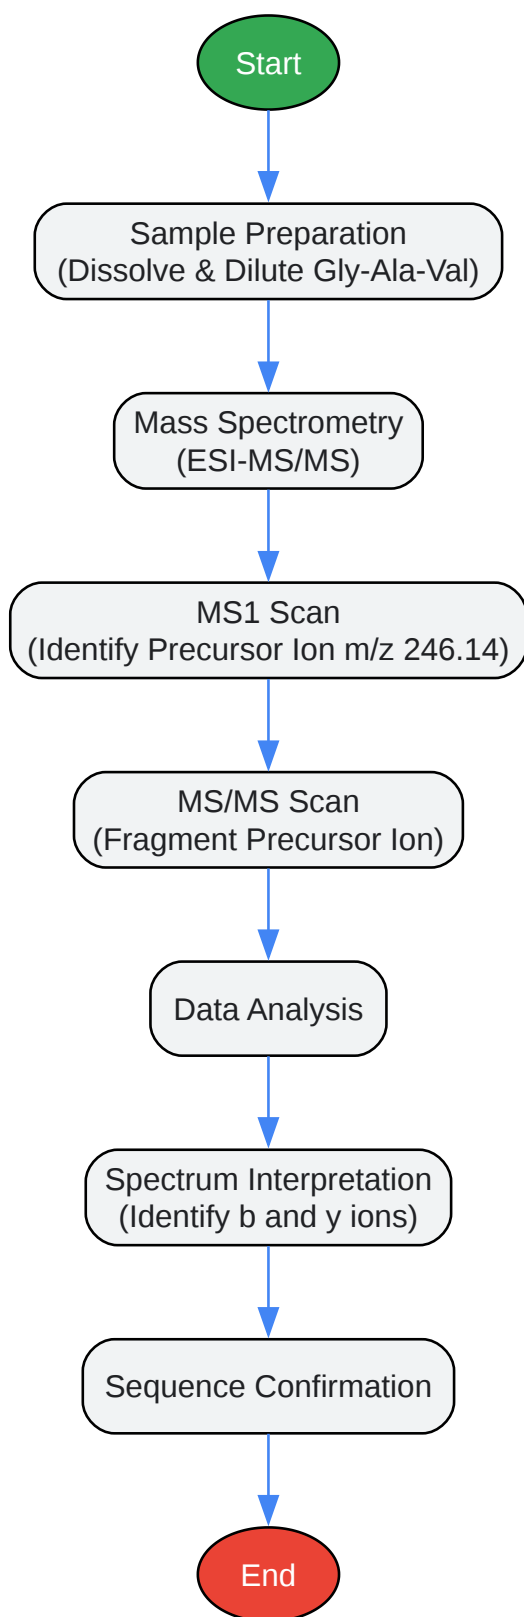 Start
Sample Preparation
(Dissolve & Dilute Gly-Ala-Val)
Mass Spectrometry
(ESI-MS/MS)
MS1 Scan
(Identify Precursor Ion m/z 246.14)
MS/MS Scan
(Fragment Precursor Ion)
Data Analysis
Spectrum Interpretation
(Identify b and y ions)
Sequence Confirmation
End